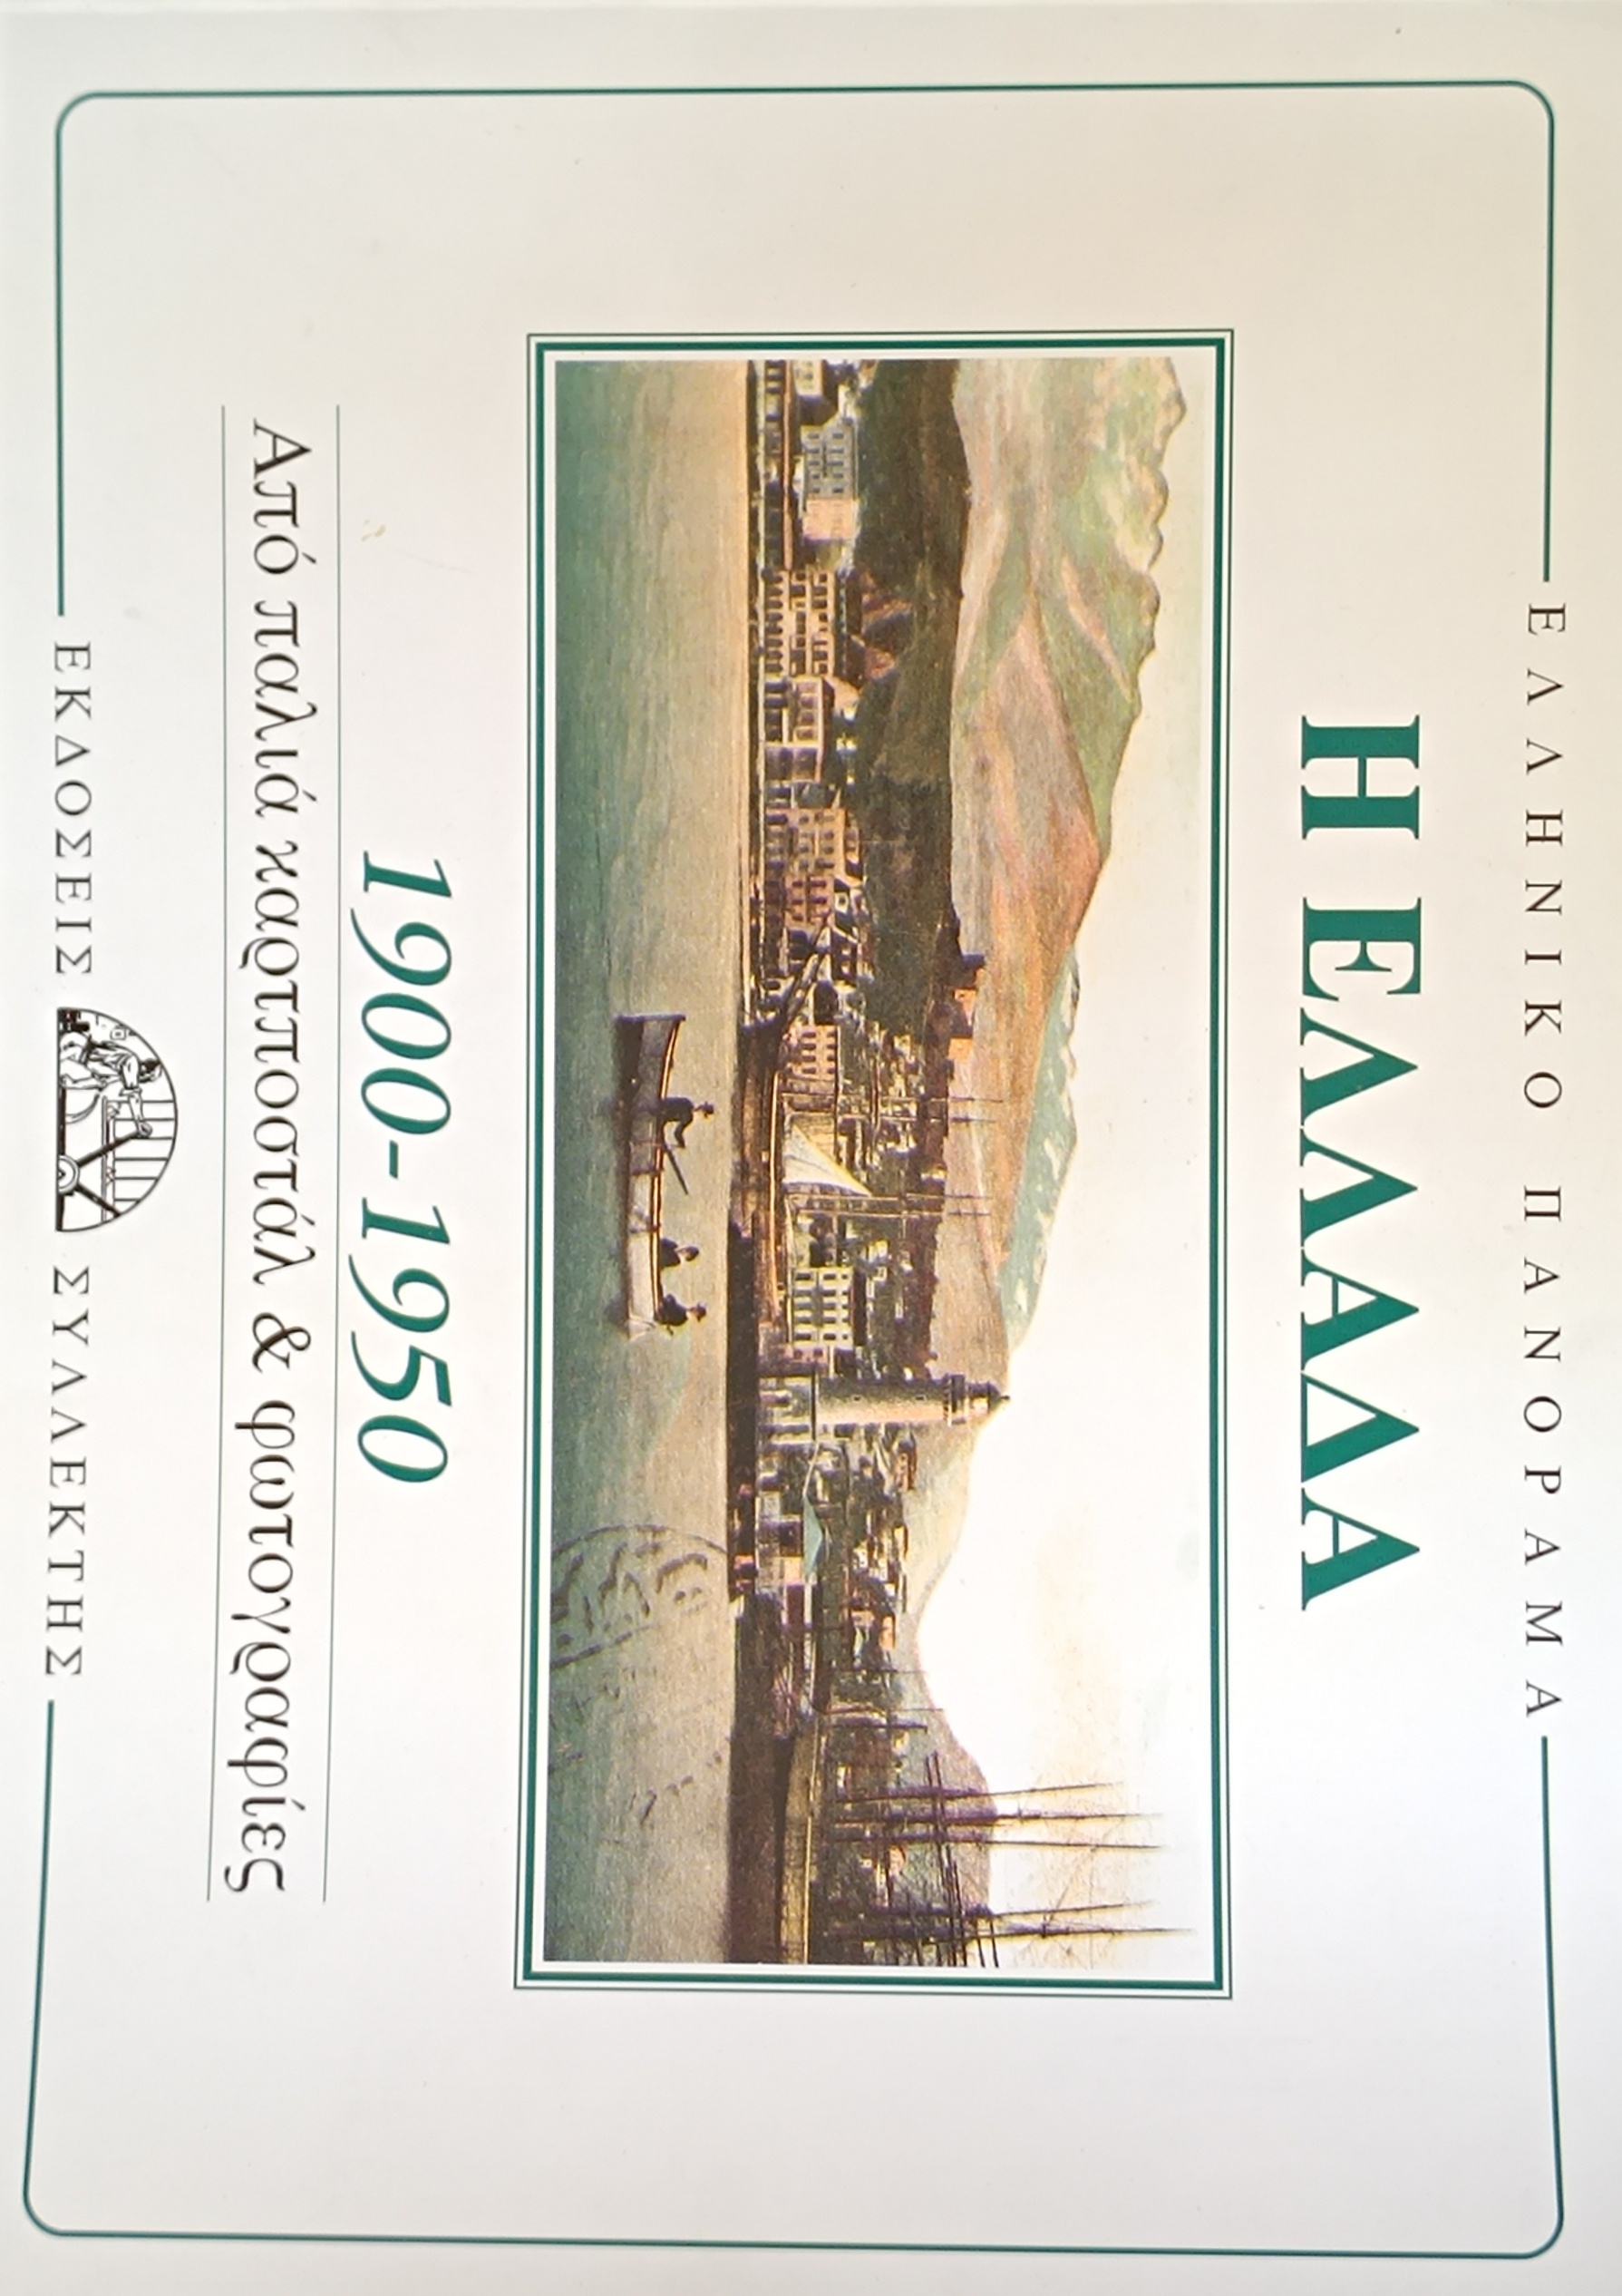 ΕΛΛΗΝΙΚΟ ΠΑΝΟΡΑΜΑ
Η ΕΛΛΑΔΑ
1900-1950
Από παλιά καρτποστάλ & φωτογραφίες
ΕΚΔΟΣΕΙΣ ΣΥΛΛΕΚΤΗΣ